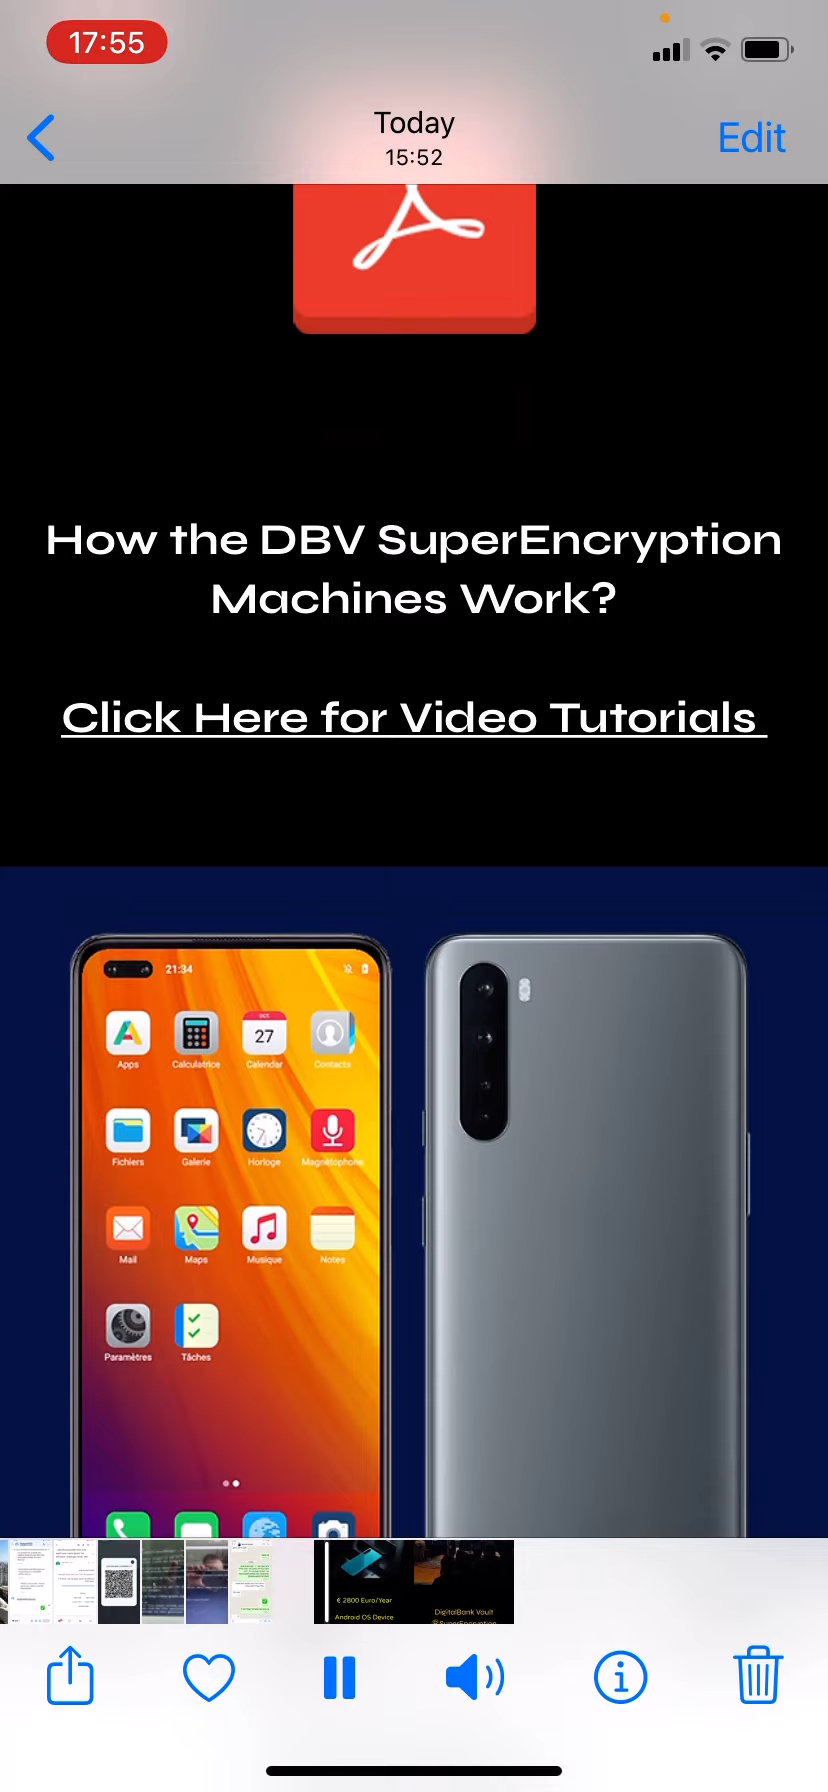 17:55
Today
15:52
Edit
How the DBV SuperEncryption
Machines Work?
Click Here for Video Tutorials
21:34
OCT
27
Apps
Calculatrice
Calendar
Contacts
Fichiers
Galerie
Horloge
Magnétophone
Mail
Maps
Musique
Notes
Paramètres
Tâches
€ 2800 Euro/Year
Android OS Device
DigitalBank Vault
@SuperEncryption